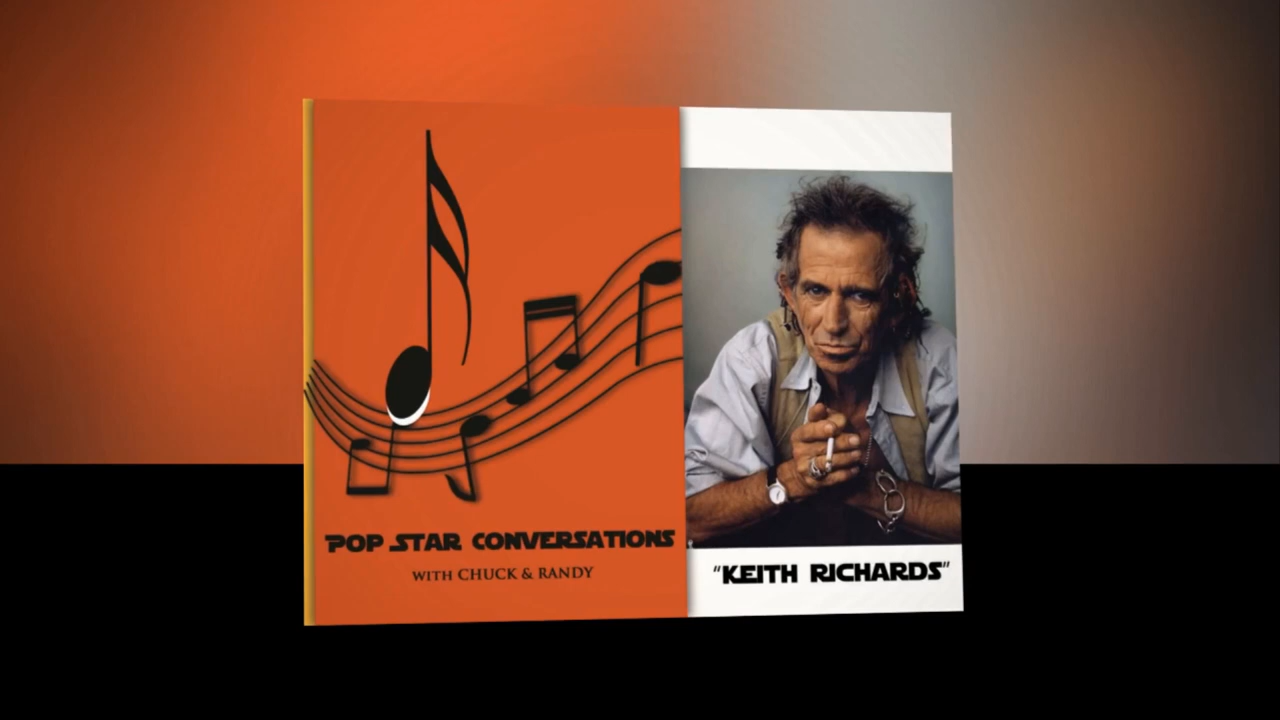 POP STAR CONVERSATIONS
WITH CHUCK & RANDY
"KEITH RICHARDS"